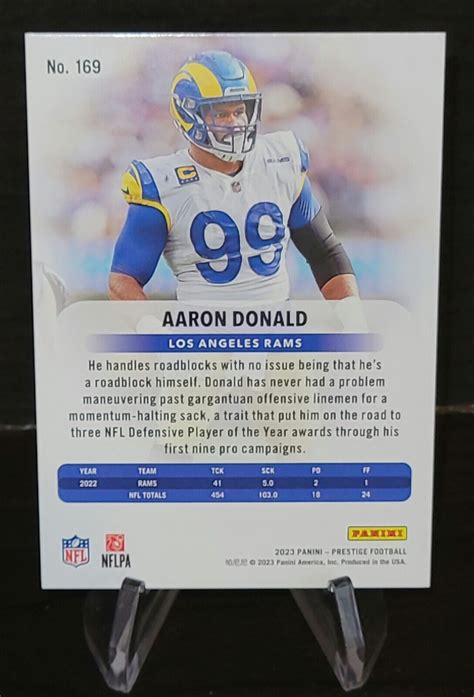 No. 169
RAMS
C
99
AARON DONALD
LOS ANGELES RAMS
He handles roadblocks with no issue being that he's
a roadblock himself. Donald has never had a problem
maneuvering past gargantuan offensive linemen for a
momentum-halting sack, a trait that put him on the road to
three NFL Defensive Player of the Year awards through his
first nine pro campaigns.
YEAR TEAM TCK SCK PD FF
2022 RAMS 41 5.0 2 1
NFL TOTALS 454 103.0 18 24
PANINI
NFL
NFLPA
2023 PANINI – PRESTIGE FOOTBALL
© 2023 Panini America, Inc. Produced in the USA.